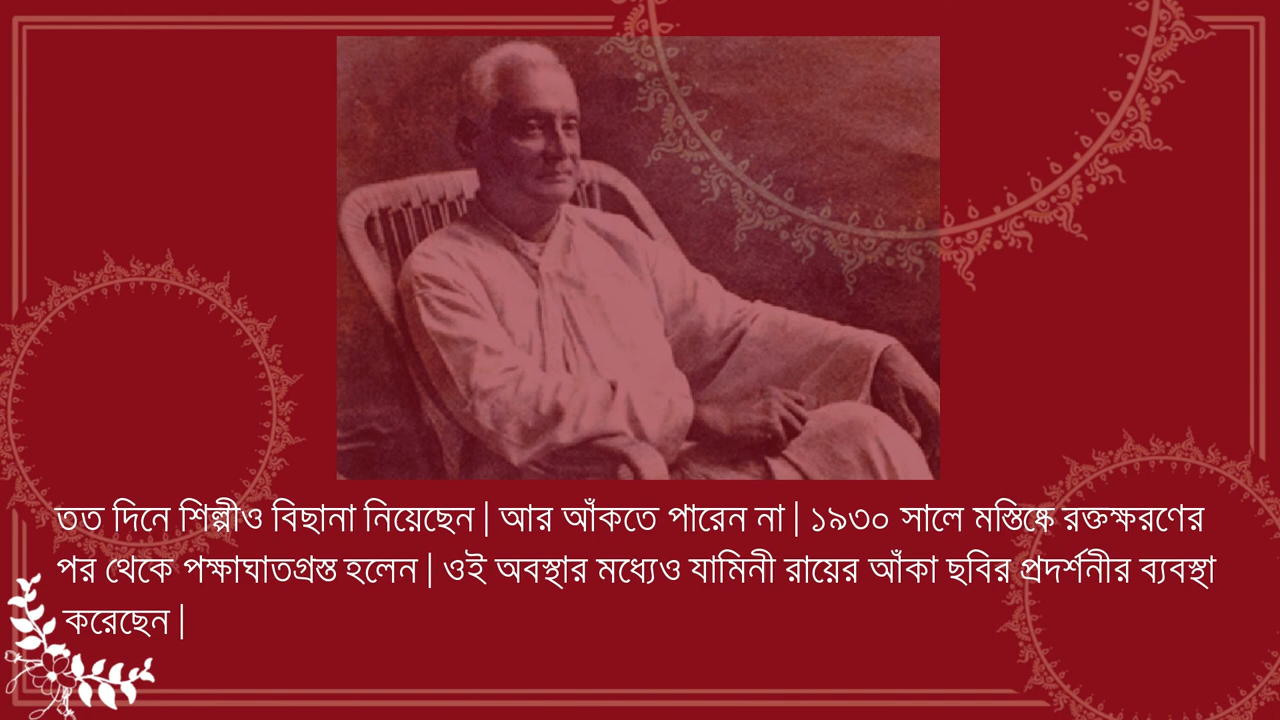 তত দিনে শিল্পীও বিছানা নিয়েছেন | আর আঁকতে পারেন না | ১৯৩০ সালে মস্তিষ্কে রক্তক্ষরণের
পর থেকে পক্ষাঘাতগ্রস্ত হলেন | ওই অবস্থার মধ্যেও যামিনী রায়ের আঁকা ছবির প্রদর্শনীর ব্যবস্থা
করেছেন |